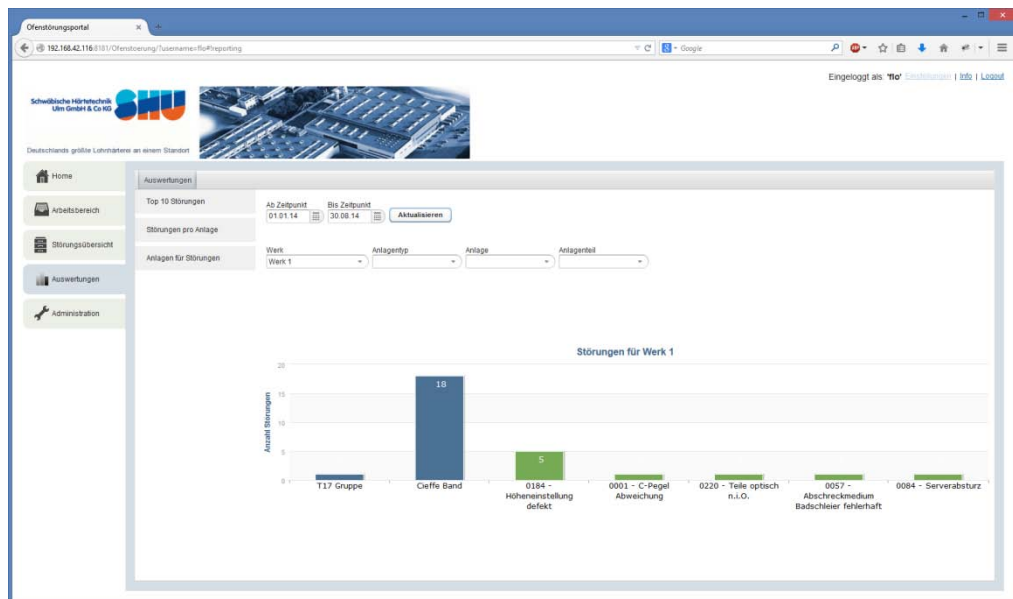 Ofenstörungsportal
192.168.42.116:8181/Ofenstoerung/?username=flo#!reporting
Google
Eingeloggt als: 'flo' Einstellungen | Info | Logout
Schwäbische Härtetechnik
Ulm GmbH & Co KG
SHU
Deutschlands größte Lohnhärterei an einem Standort
Home
Arbeitsbereich
Störungsübersicht
Auswertungen
Administration
Auswertungen
Top 10 Störungen
Störungen pro Anlage
Anlagen für Störungen
Ab Zeitpunkt Bis Zeitpunkt
01.01.14 30.08.14 Aktualisieren
Werk Anlagentyp Anlage Anlagenteil
Werk 1
Störungen für Werk 1
Anzahl Störungen
20
15
10
5
0
18
5
T17 Gruppe
Cieffe Band
0184 -
Höheneinstellung
defekt
0001 - C-Pegel
Abweichung
0220 - Teile optisch
n.i.O.
0057 -
Abschreckmedium
Badschleier fehlerhaft
0084 - Serverabsturz